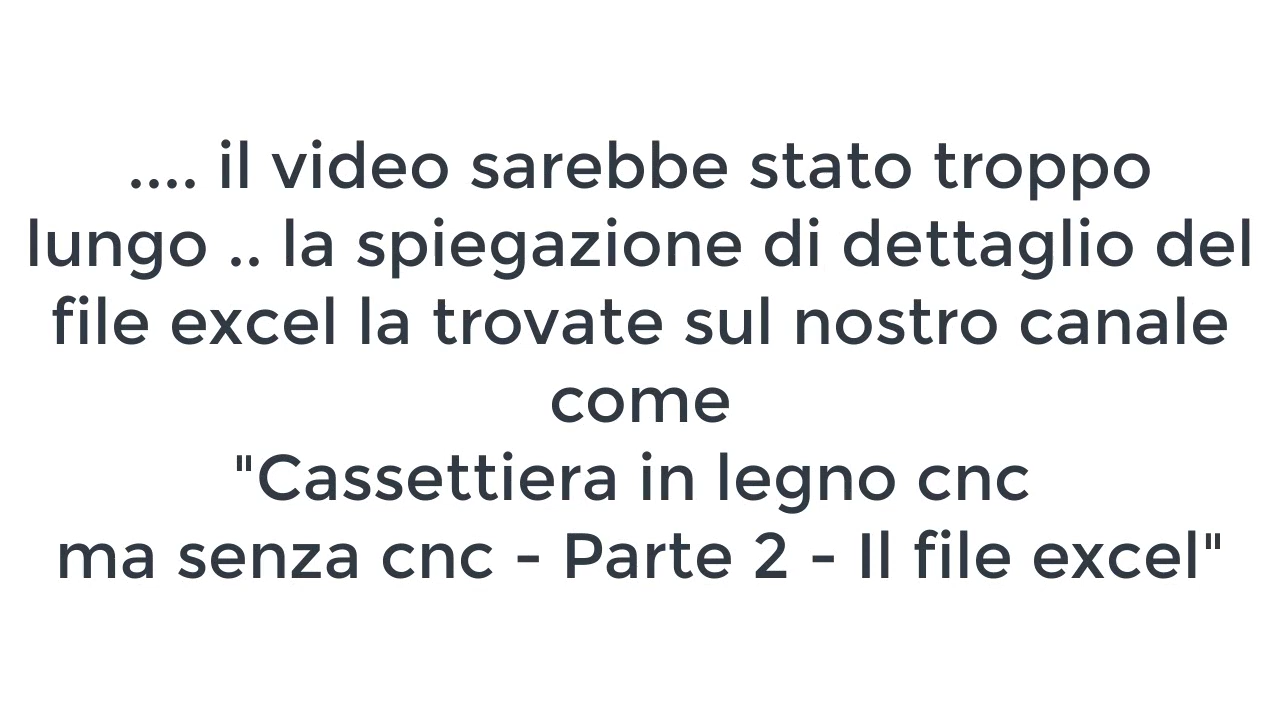 .... il video sarebbe stato troppo
lungo .. la spiegazione di dettaglio del
file excel la trovate sul nostro canale
come
"Cassettiera in legno cnc
ma senza cnc - Parte 2 - Il file excel"